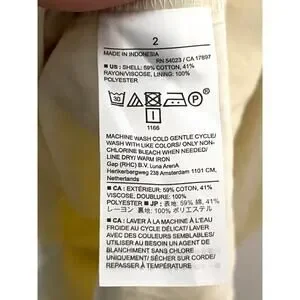 2
MADE IN INDONESIA
RN 54023 / CA 17897
■ US : SHELL: 59% COTTON, 41%
RAYON/VISCOSE, LINING: 100%
POLYESTER
30
I
1166
MACHINE WASH COLD GENTLE CYCLE/
WASH WITH LIKE COLORS/ ONLY NON-
CHLORINE BLEACH WHEN NEEDED/
LINE DRY/ WARM IRON
Gap (RHC) B.V. Luna ArenA
Herikerbergweg 238 Amsterdam 1101 CM,
Netherlands
■ CA : EXTÉRIEUR: 59% COTON, 41%
VISCOSE, DOUBLURE: 100%
POLYESTER ■ JP : 表地: 59% 綿, 41%
レーヨン 裏地: 100% ポリエステル
■ CA : LAVER À LA MACHINE À L'EAU
FROIDE AU CYCLE DÉLICAT/ LAVER
AVEC DES COULEURS SEMBLABLES/
UTILISER AU BESOIN UN AGENT
DE BLANCHIMENT SANS CHLORE
UNIQUEMENT/ SÉCHER SUR CORDE/
REPASSER À TEMPÉRATURE